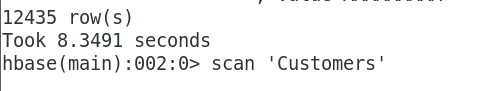 12435 row(s)
Took 8.3491 seconds
hbase(main):002:0> scan 'Customers'